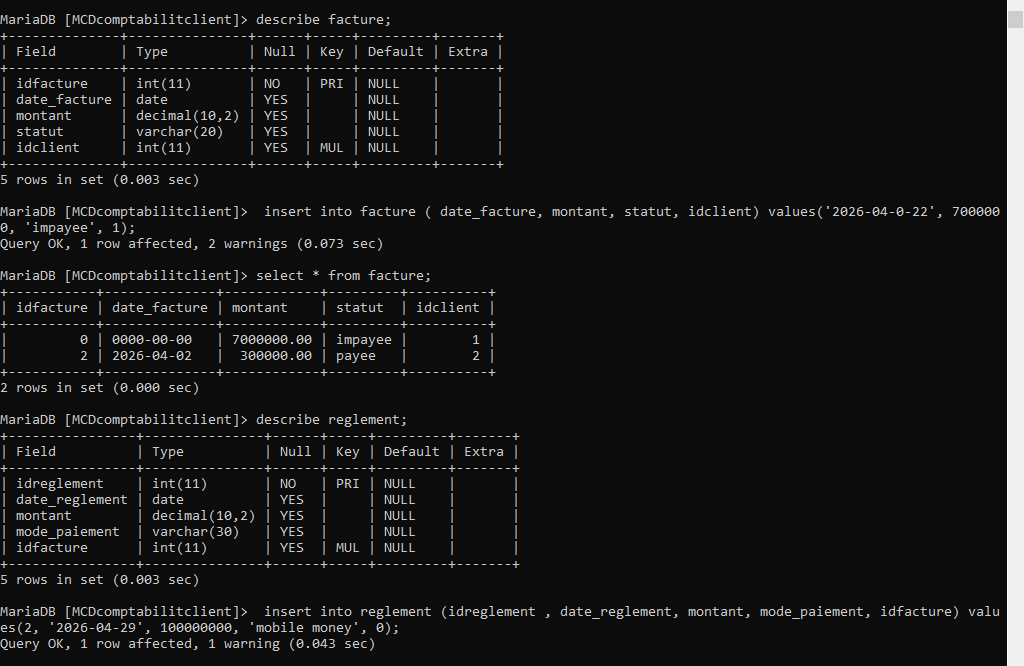 MariaDB [MCDcomptabilitclient]> describe facture;
+--------------+---------------+------+-----+---------+-------+
| Field        | Type          | Null | Key | Default | Extra |
+--------------+---------------+------+-----+---------+-------+
| idfacture    | int(11)       | NO   | PRI | NULL    |       |
| date_facture | date          | YES  |     | NULL    |       |
| montant      | decimal(10,2) | YES  |     | NULL    |       |
| statut       | varchar(20)   | YES  |     | NULL    |       |
| idclient     | int(11)       | YES  | MUL | NULL    |       |
+--------------+---------------+------+-----+---------+-------+
5 rows in set (0.003 sec)
MariaDB [MCDcomptabilitclient]>  insert into facture ( date_facture, montant, statut, idclient) values('2026-04-0-22', 700000
0, 'impayee', 1);
Query OK, 1 row affected, 2 warnings (0.073 sec)
MariaDB [MCDcomptabilitclient]> select * from facture;
+-----------+--------------+------------+---------+----------+
| idfacture | date_facture | montant    | statut  | idclient |
+-----------+--------------+------------+---------+----------+
|         0 | 0000-00-00   | 7000000.00 | impayee |        1 |
|         2 | 2026-04-02   |  300000.00 | payee   |        2 |
+-----------+--------------+------------+---------+----------+
2 rows in set (0.000 sec)
MariaDB [MCDcomptabilitclient]> describe reglement;
+----------------+---------------+------+-----+---------+-------+
| Field          | Type          | Null | Key | Default | Extra |
+----------------+---------------+------+-----+---------+-------+
| idreglement    | int(11)       | NO   | PRI | NULL    |       |
| date_reglement | date          | YES  |     | NULL    |       |
| montant        | decimal(10,2) | YES  |     | NULL    |       |
| mode_paiement  | varchar(30)   | YES  |     | NULL    |       |
| idfacture      | int(11)       | YES  | MUL | NULL    |       |
+----------------+---------------+------+-----+---------+-------+
5 rows in set (0.003 sec)
MariaDB [MCDcomptabilitclient]>  insert into reglement (idreglement , date_reglement, montant, mode_paiement, idfacture) valu
es(2, '2026-04-29', 100000000, 'mobile money', 0);
Query OK, 1 row affected, 1 warning (0.043 sec)